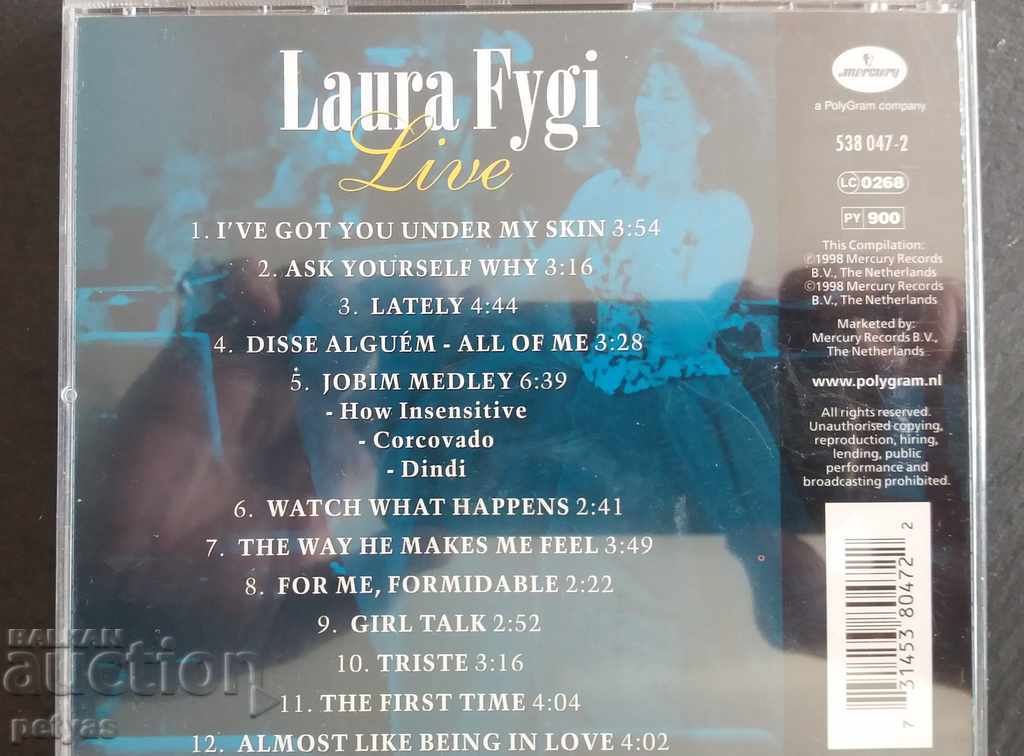 Laura Fygi
Live
1. I'VE GOT YOU UNDER MY SKIN 3:54
2. ASK YOURSELF WHY 3:16
3. LATELY 4:44
4. DISSE ALGUÉM - ALL OF ME 3:28
5. JOBIM MEDLEY 6:39
- How Insensitive
- Corcovado
- Dindi
6. WATCH WHAT HAPPENS 2:41
7. THE WAY HE MAKES ME FEEL 3:49
8. FOR ME, FORMIDABLE 2:22
9. GIRL TALK 2:52
10. TRISTE 3:16
11. THE FIRST TIME 4:04
12. ALMOST LIKE BEING IN LOVE 4:02
mercury
a PolyGram company
538 047-2
LC 0268
PY 900
This Compilation:
℗1998 Mercury Records
B.V., The Netherlands
©1998 Mercury Records
B.V., The Netherlands
Marketed by:
Mercury Records B.V.,
The Netherlands
www.polygram.nl
All rights reserved.
Unauthorised copying,
reproduction, hiring,
lending, public
performance and
broadcasting prohibited.
7 31453 80472 2
BALKAN
auction
petyas